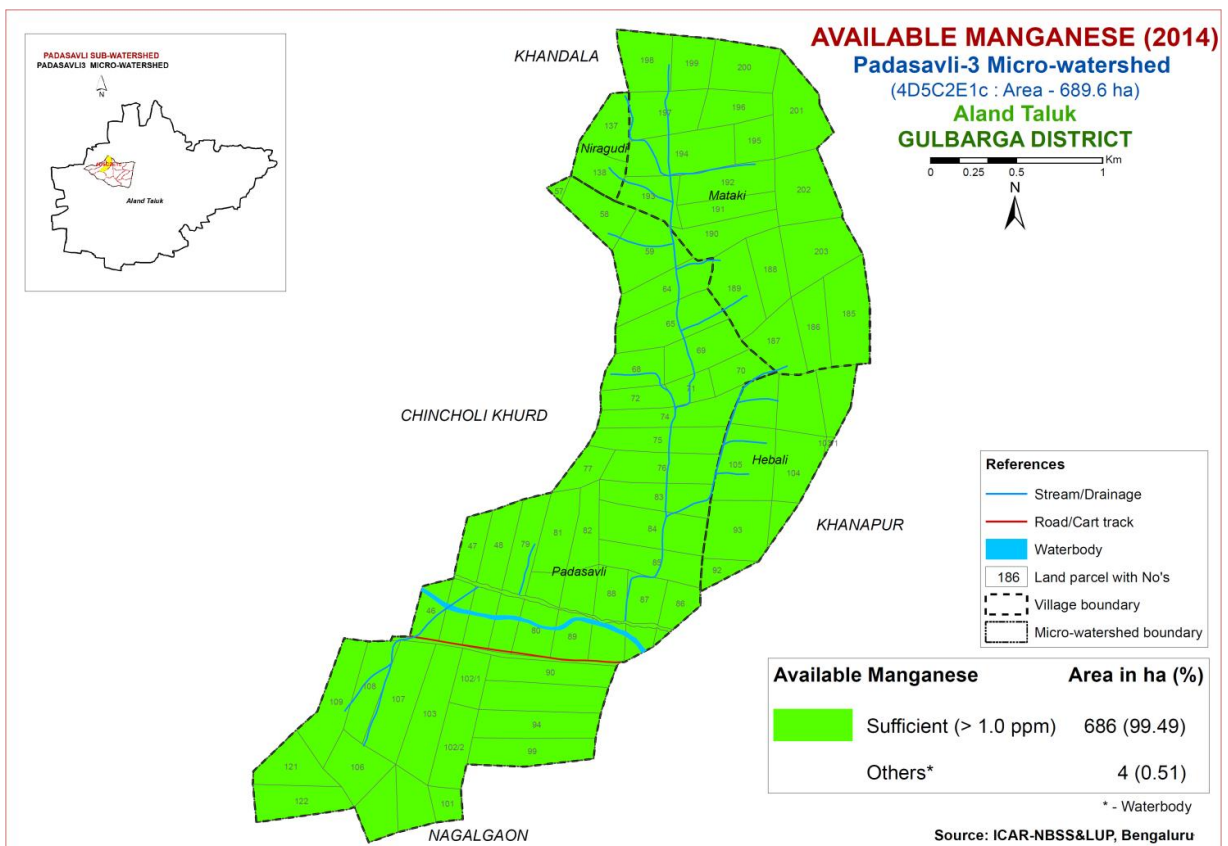 PADASAVLI SUB-WATERSHED
PADASAVLI3 MICRO-WATERSHED
N
Aland Taluk
AVAILABLE MANGANESE (2014)
Padasavli-3 Micro-watershed
(4D5C2E1c : Area - 689.6 ha)
Aland Taluk
GULBARGA DISTRICT
Km
0 0.25 0.5 1
N
KHANDALA
198 199 200
197 196 201
137 195
Niragudi 194
138 192 202
57 193 191 Mataki
58 190
59 203
188
64 189
65 186 185
187
69
68 70
71
72
74
75
CHINCHOLI KHURD
76 105 Hebali
77 104
83
KHANAPUR
81 82 84 93
47 48 79
85 92
Padasavli
88 87 86
46
80 89
102/1 90
108
109 107
103 94
102/2 99
121 106
122 101
NAGALGAON
References
Stream/Drainage
Road/Cart track
Waterbody
186 Land parcel with No's
Village boundary
Micro-watershed boundary
Available Manganese Area in ha (%)
Sufficient (> 1.0 ppm) 686 (99.49)
Others* 4 (0.51)
* - Waterbody
Source: ICAR-NBSS&LUP, Bengaluru